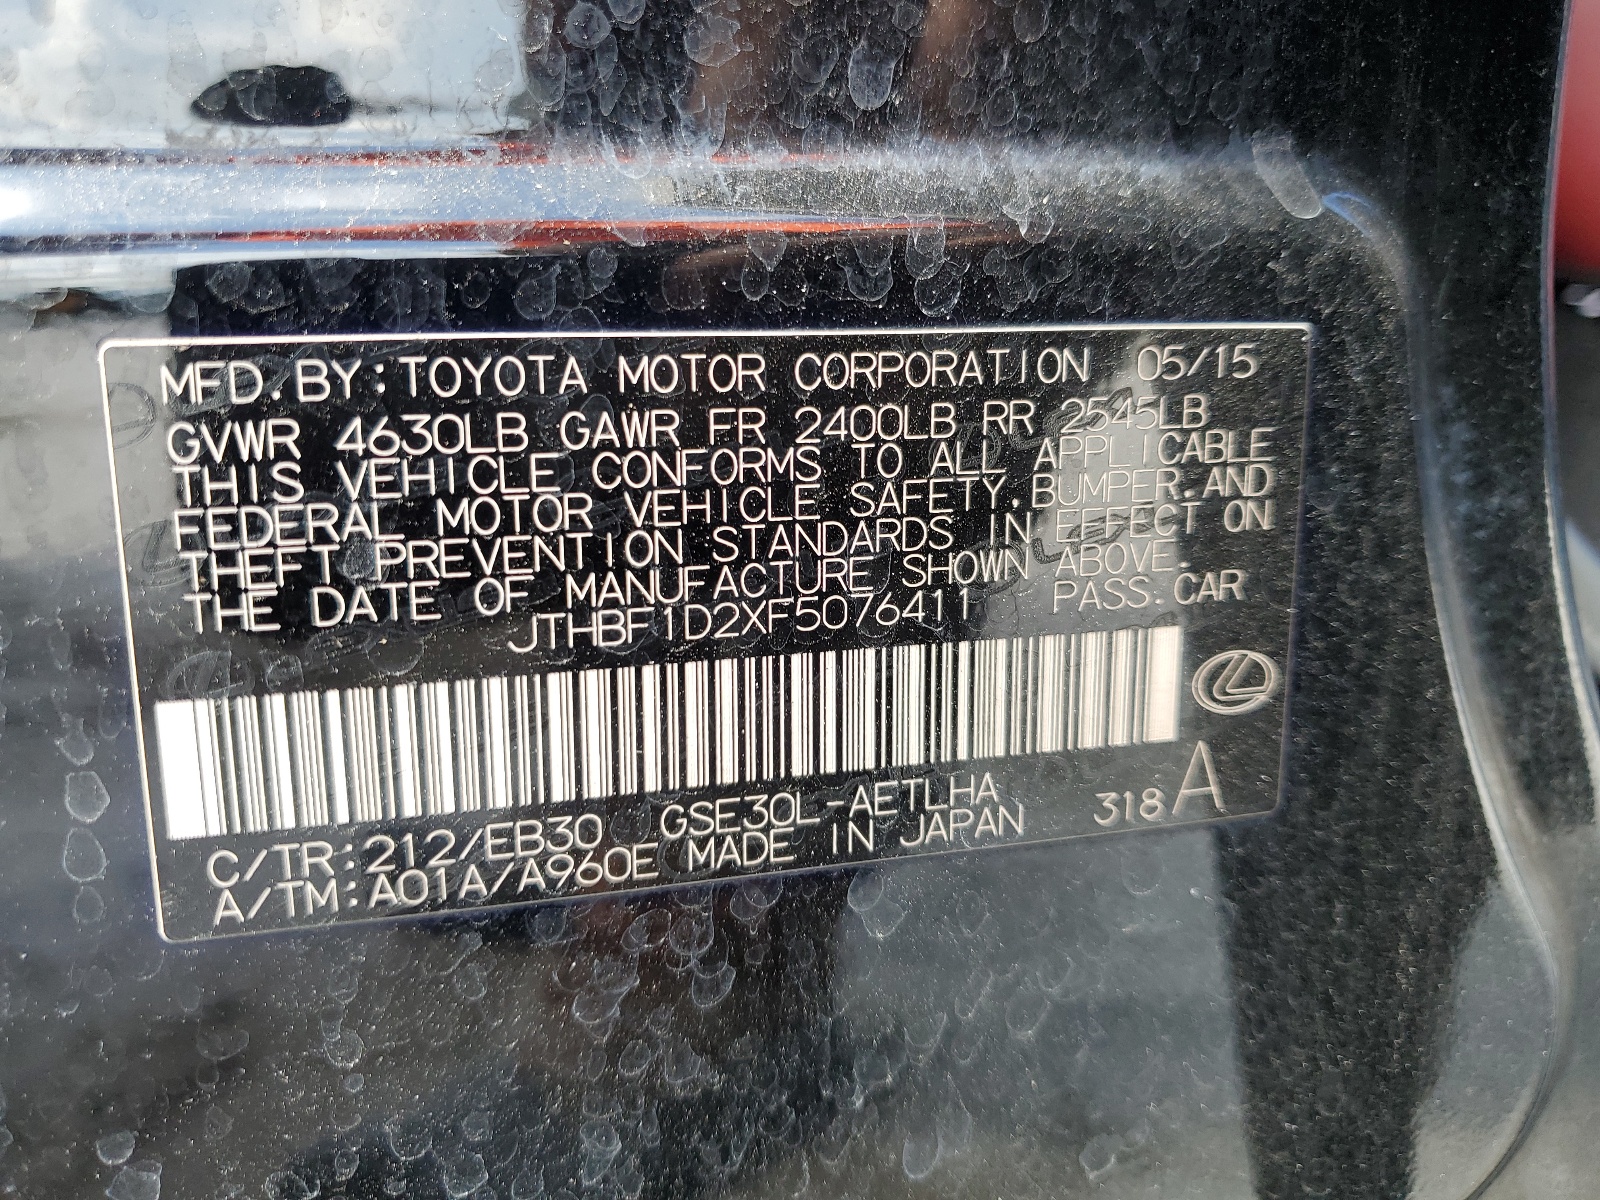 MFD. BY: TOYOTA MOTOR CORPORATION 05/15
GVWR 4630LB GAWR FR 2400LB RR 2545LB
THIS VEHICLE CONFORMS TO ALL APPLICABLE
FEDERAL MOTOR VEHICLE SAFETY. BUMPER. AND
THEFT PREVENTION STANDARDS IN EFFECT ON
THE DATE OF MANUFACTURE SHOWN ABOVE.
JTHBF1D2XF5076411 PASS. CAR
C/TR: 212/EB30 GSE30L-AETLHA 318 A
A/TM: A01A/A960E MADE IN JAPAN